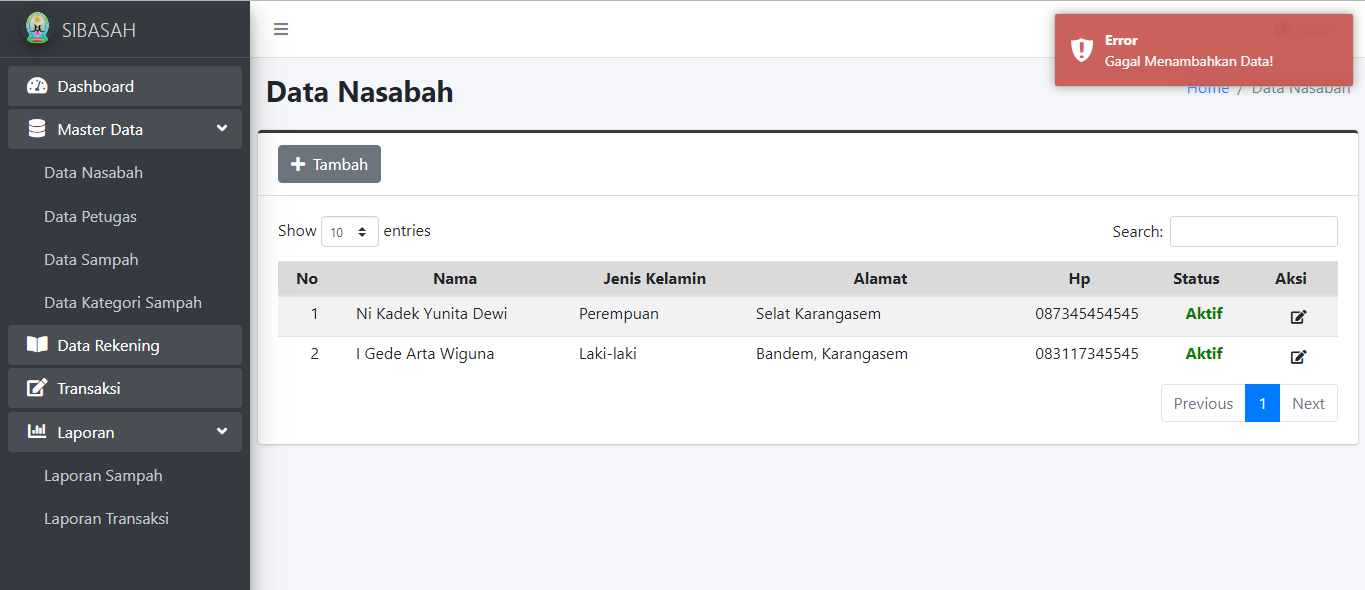 SIBASAH
Admin
Error
Gagal Menambahkan Data!
Dashboard
Data Nasabah
Home / Data Nasabah
Master Data
Data Nasabah
Data Petugas
Data Sampah
Data Kategori Sampah
Data Rekening
Transaksi
Laporan
Laporan Sampah
Laporan Transaksi
Tambah
Show 10 entries
Search:
No Nama Jenis Kelamin Alamat Hp Status Aksi
1 Ni Kadek Yunita Dewi Perempuan Selat Karangasem 087345454545 Aktif
2 I Gede Arta Wiguna Laki-laki Bandem, Karangasem 083117345545 Aktif
Previous 1 Next